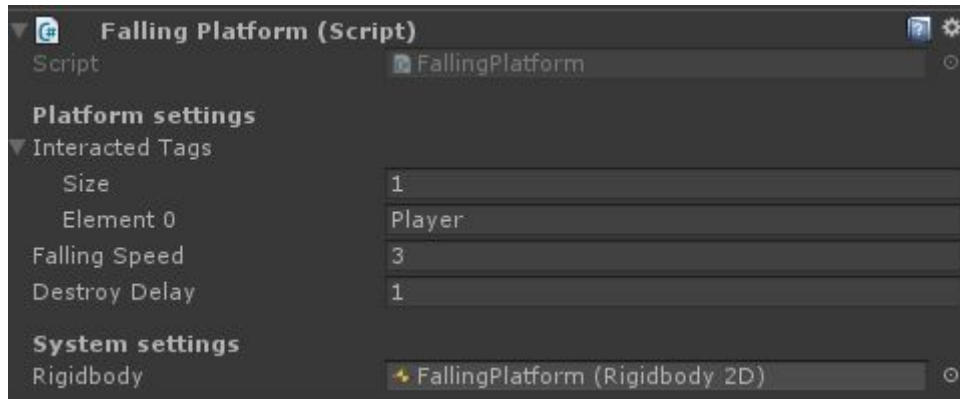 Falling Platform (Script)
Script FallingPlatform
Platform settings
Interacted Tags
Size 1
Element 0 Player
Falling Speed 3
Destroy Delay 1
System settings
Rigidbody FallingPlatform (Rigidbody 2D)